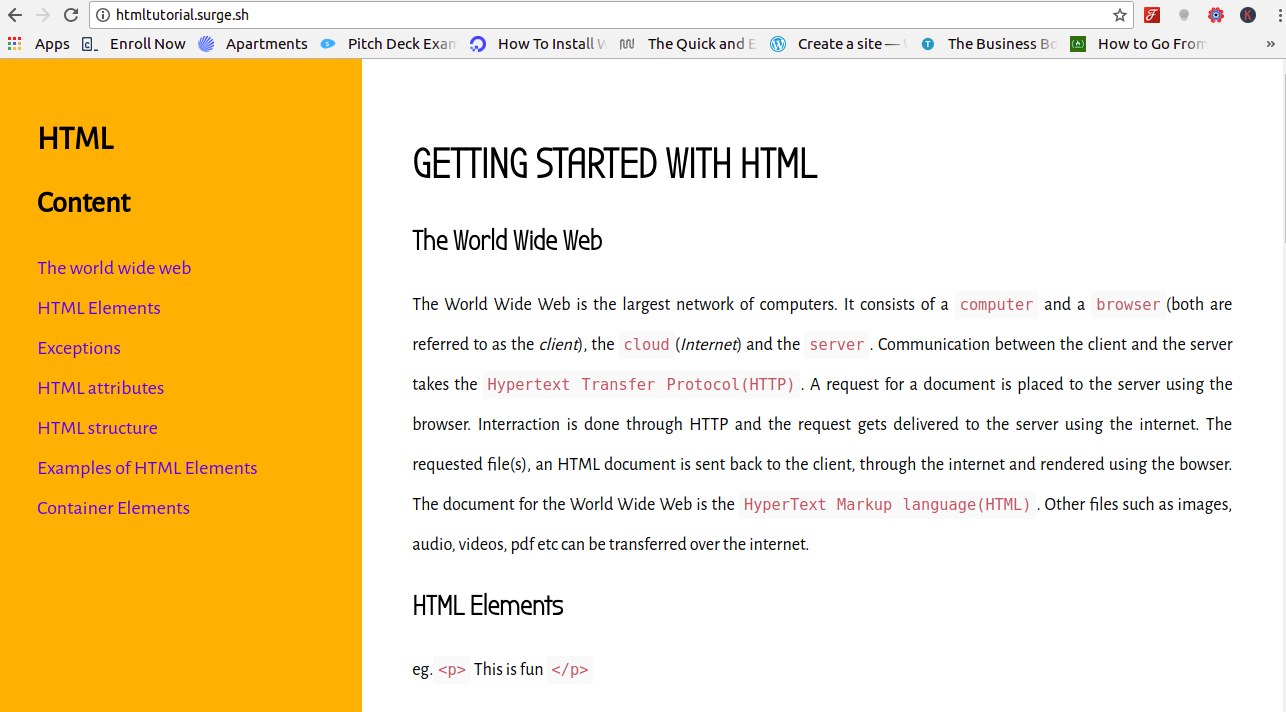 htmltutorial.surge.sh
Apps Enroll Now Apartments Pitch Deck Exam How To Install The Quick and E Create a site — The Business Bo How to Go From »
HTML
Content
The world wide web
HTML Elements
Exceptions
HTML attributes
HTML structure
Examples of HTML Elements
Container Elements
GETTING STARTED WITH HTML
The World Wide Web
The World Wide Web is the largest network of computers. It consists of a computer and a browser (both are
referred to as the client), the cloud (Internet) and the server . Communication between the client and the server
takes the Hypertext Transfer Protocol(HTTP) . A request for a document is placed to the server using the
browser. Interraction is done through HTTP and the request gets delivered to the server using the internet. The
requested file(s), an HTML document is sent back to the client, through the internet and rendered using the bowser.
The document for the World Wide Web is the HyperText Markup language(HTML) . Other files such as images,
audio, videos, pdf etc can be transferred over the internet.
HTML Elements
eg. <p> This is fun </p>